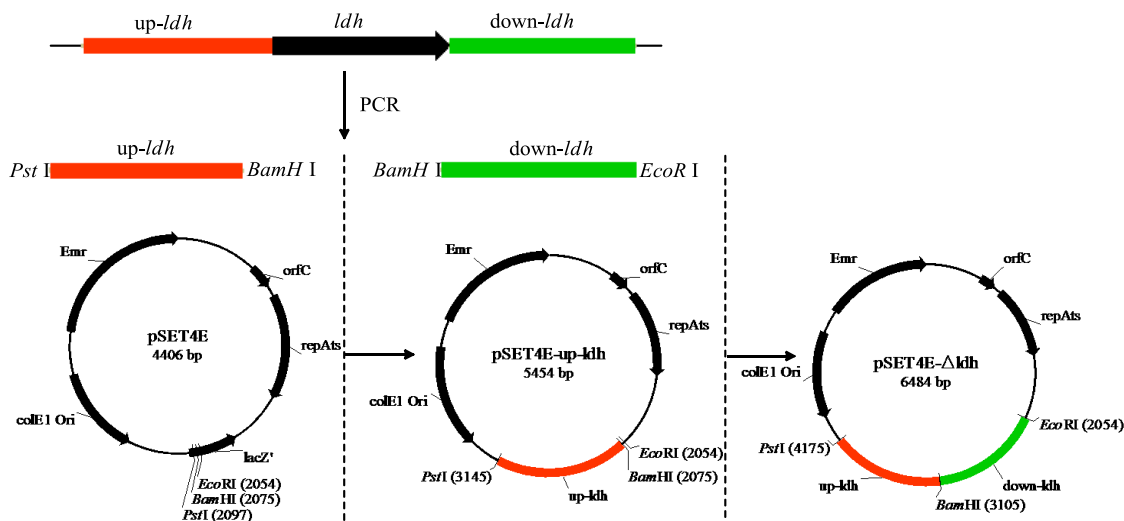 up-ldh
ldh
down-ldh
PCR
Pst I
up-ldh
BamH I
BamH I
down-ldh
EcoR I
Emr
orfC
pSET4E
4406 bp
repAts
colE1 Ori
lacZ'
EcoRI (2054)
BamHI (2075)
PstI (2097)
Emr
orfC
repAts
pSET4E-up-ldh
5454 bp
colE1 Ori
EcoRI (2054)
BamHI (2075)
PstI (3145)
up-ldh
Emr
orfC
repAts
pSET4E-Δldh
6484 bp
colE1 Ori
EcoRI (2054)
PstI (4175)
up-ldh
down-ldh
BamHI (3105)